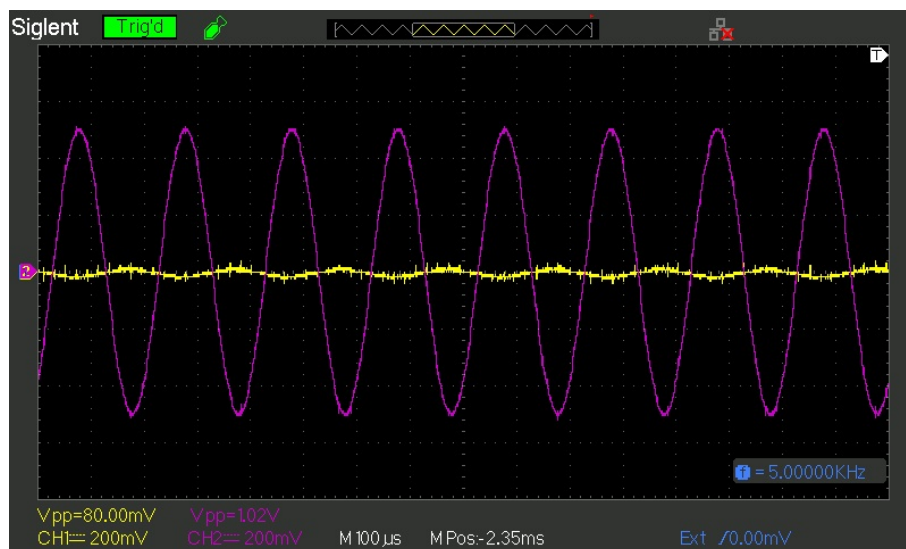 Siglent Trig'd
T
2
f = 5.00000KHz
Vpp=80.00mV Vpp=1.02V
CH1 200mV CH2 200mV M 100µs M Pos:-2.35ms Ext /0.00mV